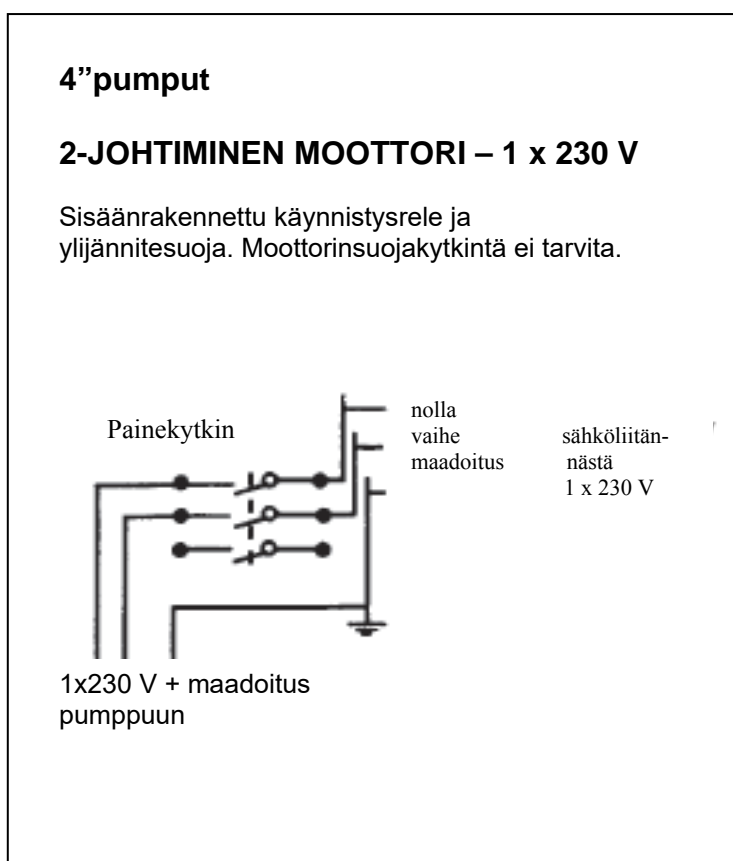 4”pumput
2-JOHTIMINEN MOOTTORI – 1 x 230 V
Sisäänrakennettu käynnistysrele ja
ylijännitesuoja. Moottorinsuojakytkintä ei tarvita.
Painekytkin
nolla
vaihe
maadoitus
sähköliitän-
nästä
1 x 230 V
1x230 V + maadoitus
pumppuun